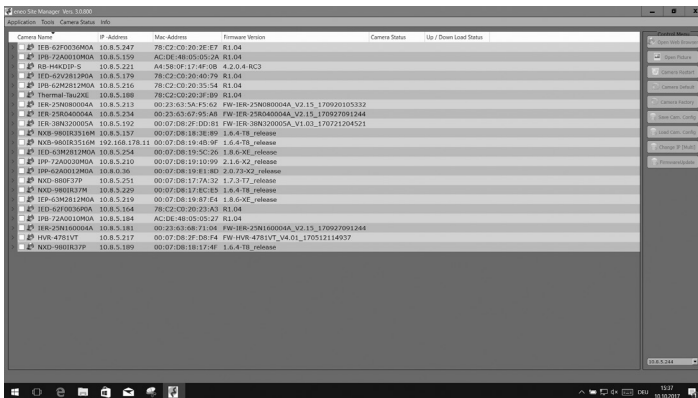 eneo Site Manager Vers. 3.0.800
Application Tools Camera Status Info
Camera Name IP -Address Mac-Address Firmware Version Camera Status Up / Down Load Status
IEB-62F0036M0A 10.8.5.247 78:C2:C0:20:2E:E7 R1.04
IPB-72A0010M0A 10.8.5.159 AC:DE:48:05:05:2A R1.04
RB-H4KDIP-S 10.8.5.221 A4:58:0F:17:4F:0B 4.2.0.4-RC3
IED-62V2812P0A 10.8.5.179 78:C2:C0:20:40:79 R1.04
IPB-62M2812M0A 10.8.5.216 78:C2:C0:20:35:54 R1.04
Thermal-Tau2XE 10.8.5.188 78:C2:C0:20:3F:B9 R1.04
IER-25N080004A 10.8.5.213 00:23:63:5A:F5:62 FW-IER-25N080004A_V2.15_170920105332
IER-25R040004A 10.8.5.234 00:23:65:67:95:A8 FW-IER-25R040004A_V2.15_170927091244
IER-38N320005A 10.8.5.192 00:07:D8:2F:DD:81 FW-IER-38N320005A_V1.03_170721204521
NXB-980IR3516M 10.8.5.157 00:07:D8:18:3E:89 1.6.4-T8_release
NXB-980IR3516M 192.168.178.11 00:07:D8:19:4B:9F 1.6.4-T8_release
IED-63M2812M0A 10.8.5.254 00:07:D8:19:5C:26 1.8.6-XE_release
IPP-72A0030M0A 10.8.5.210 00:07:D8:19:10:99 2.1.6-X2_release
IPP-62A0012M0A 10.8.0.36 00:07:D8:19:E1:8D 2.0.73-X2_release
NXD-880F37P 10.8.5.251 00:07:D8:17:7A:32 1.7.3-T7_release
NXD-980IR37M 10.8.5.229 00:07:D8:17:EC:E5 1.6.4-T8_release
IEP-63M2812M0A 10.8.5.219 00:07:D8:19:87:E4 1.8.6-XE_release
IED-62F0036P0A 10.8.5.164 78:C2:C0:20:23:A3 R1.04
IPB-72A0010M0A 10.8.5.184 AC:DE:48:05:05:27 R1.04
IER-25N160004A 10.8.5.181 00:23:63:68:71:04 FW-IER-25N160004A_V2.15_170927091244
HVR-4781VT 10.8.5.217 00:07:D8:2F:D8:F4 FW-HVR-4781VT_V4.01_170512114937
NXD-980IR37P 10.8.5.189 00:07:D8:18:17:4F 1.6.4-T8_release
Control Menu
Open Web Browser
Open Picture
Camera Restart
Camera Default
Camera Factory
Save Cam. Config
Load Cam. Config
Change IP (Multi)
FirmwareUpdate
10.8.5.244
DEU
15:37
10.10.2017